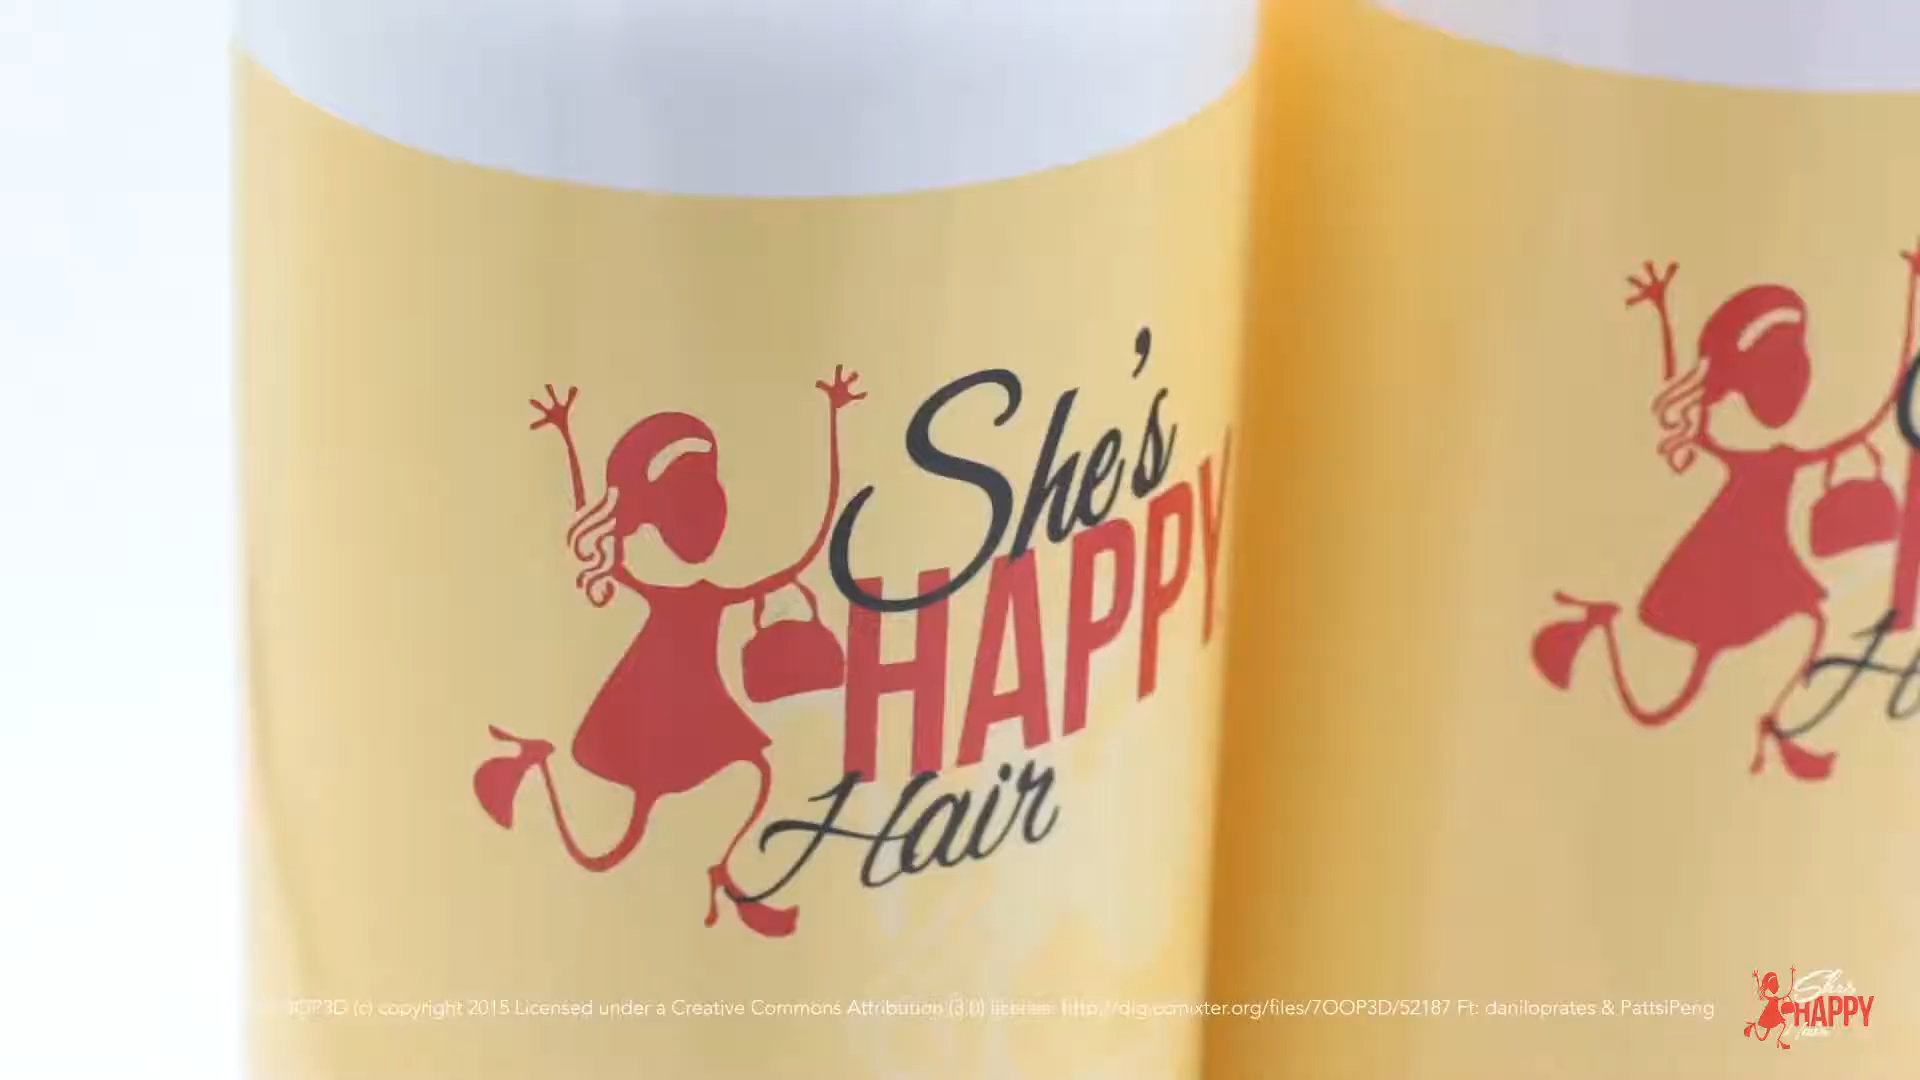 She's
HAPPY
Hair
H
(c) copyright 2015 Licensed under a Creative Commons Attribution (3.0) license. http://dig.ccmixter.org/files/7OOP3D/52187 Ft: daniloprates & PattsiPeng
She's
HAPPY
Hair